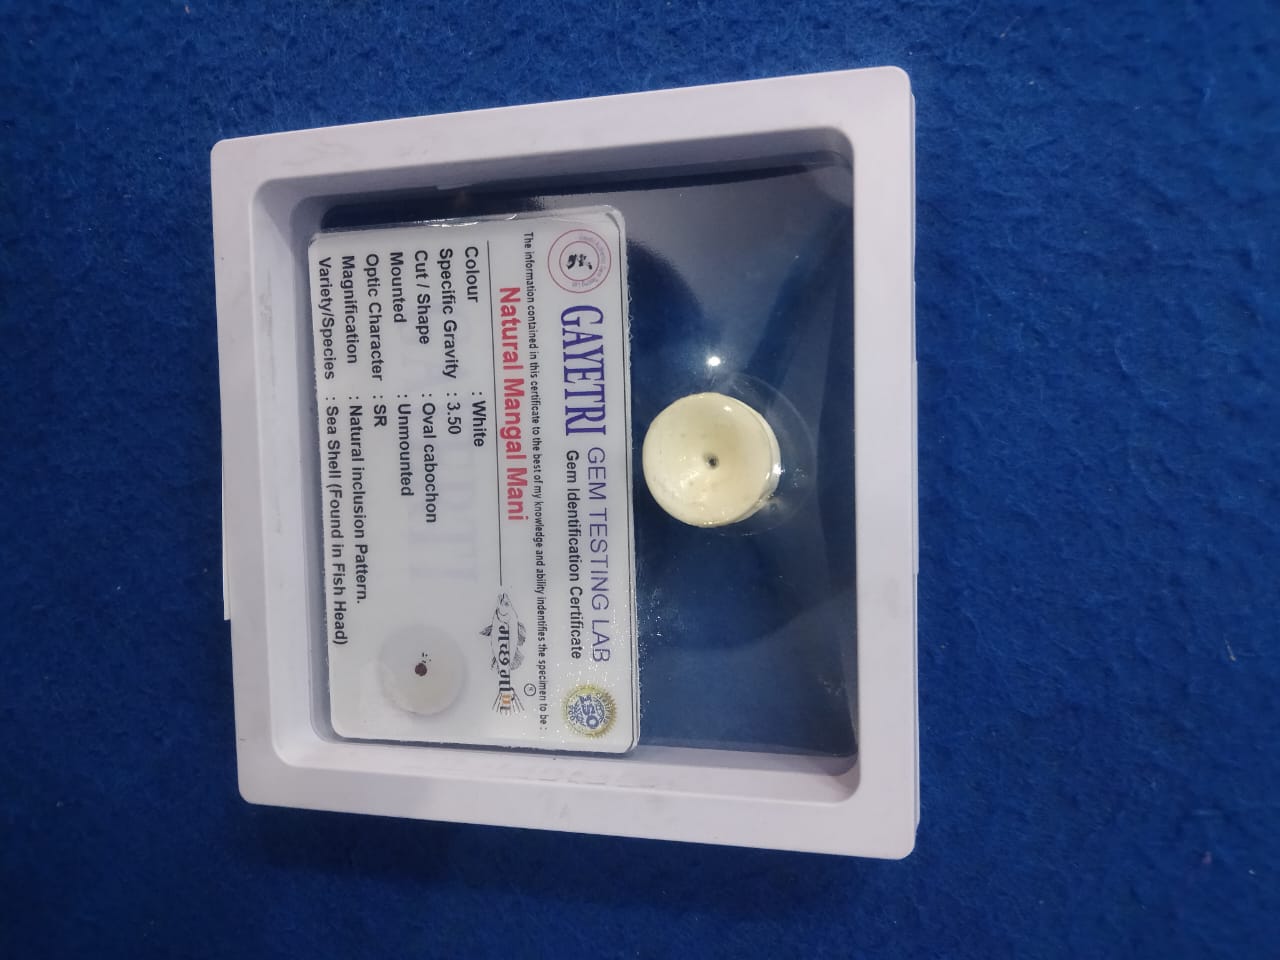 GAYETRI GEM TESTING LAB
Gem Identification Certificate
The information contained in this certificate to the best of my knowledge and ability indentifies the specimen to be :
Natural Mangal Mani
Colour : White
Specific Gravity : 3.50
Cut / Shape : Oval cabochon
Mounted : Unmounted
Optic Character : SR
Magnification : Natural inclusion Pattern.
Variety/Species : Sea Shell (Found in Fish Head)
ISO